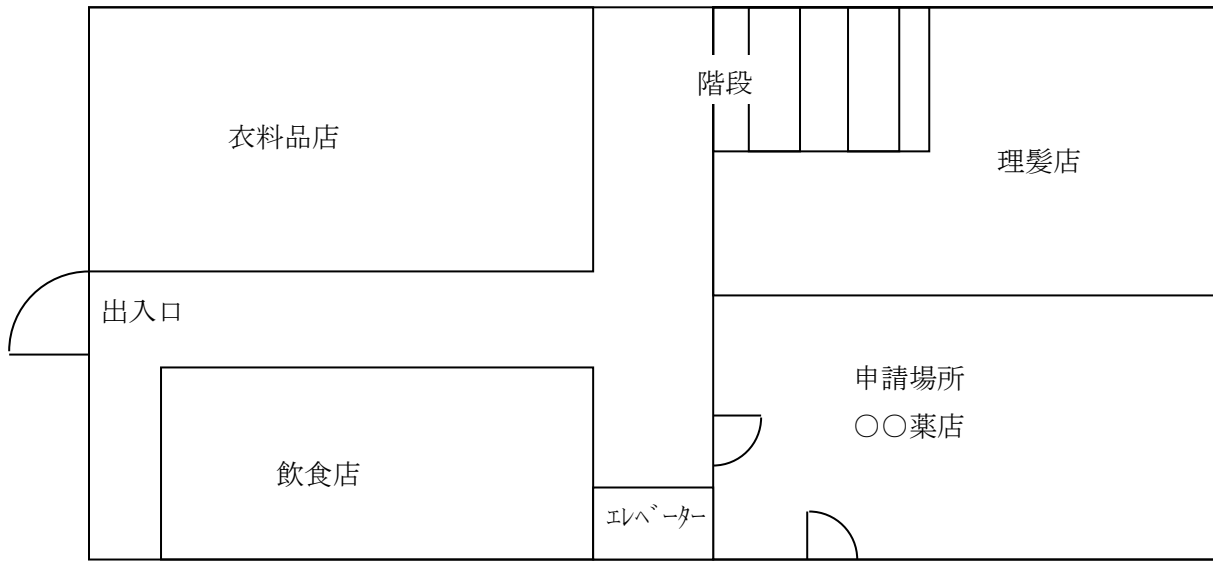 階段
衣料品店
理髪店
出入口
申請場所
○○薬店
飲食店
ｴﾚﾍﾞｰﾀｰ